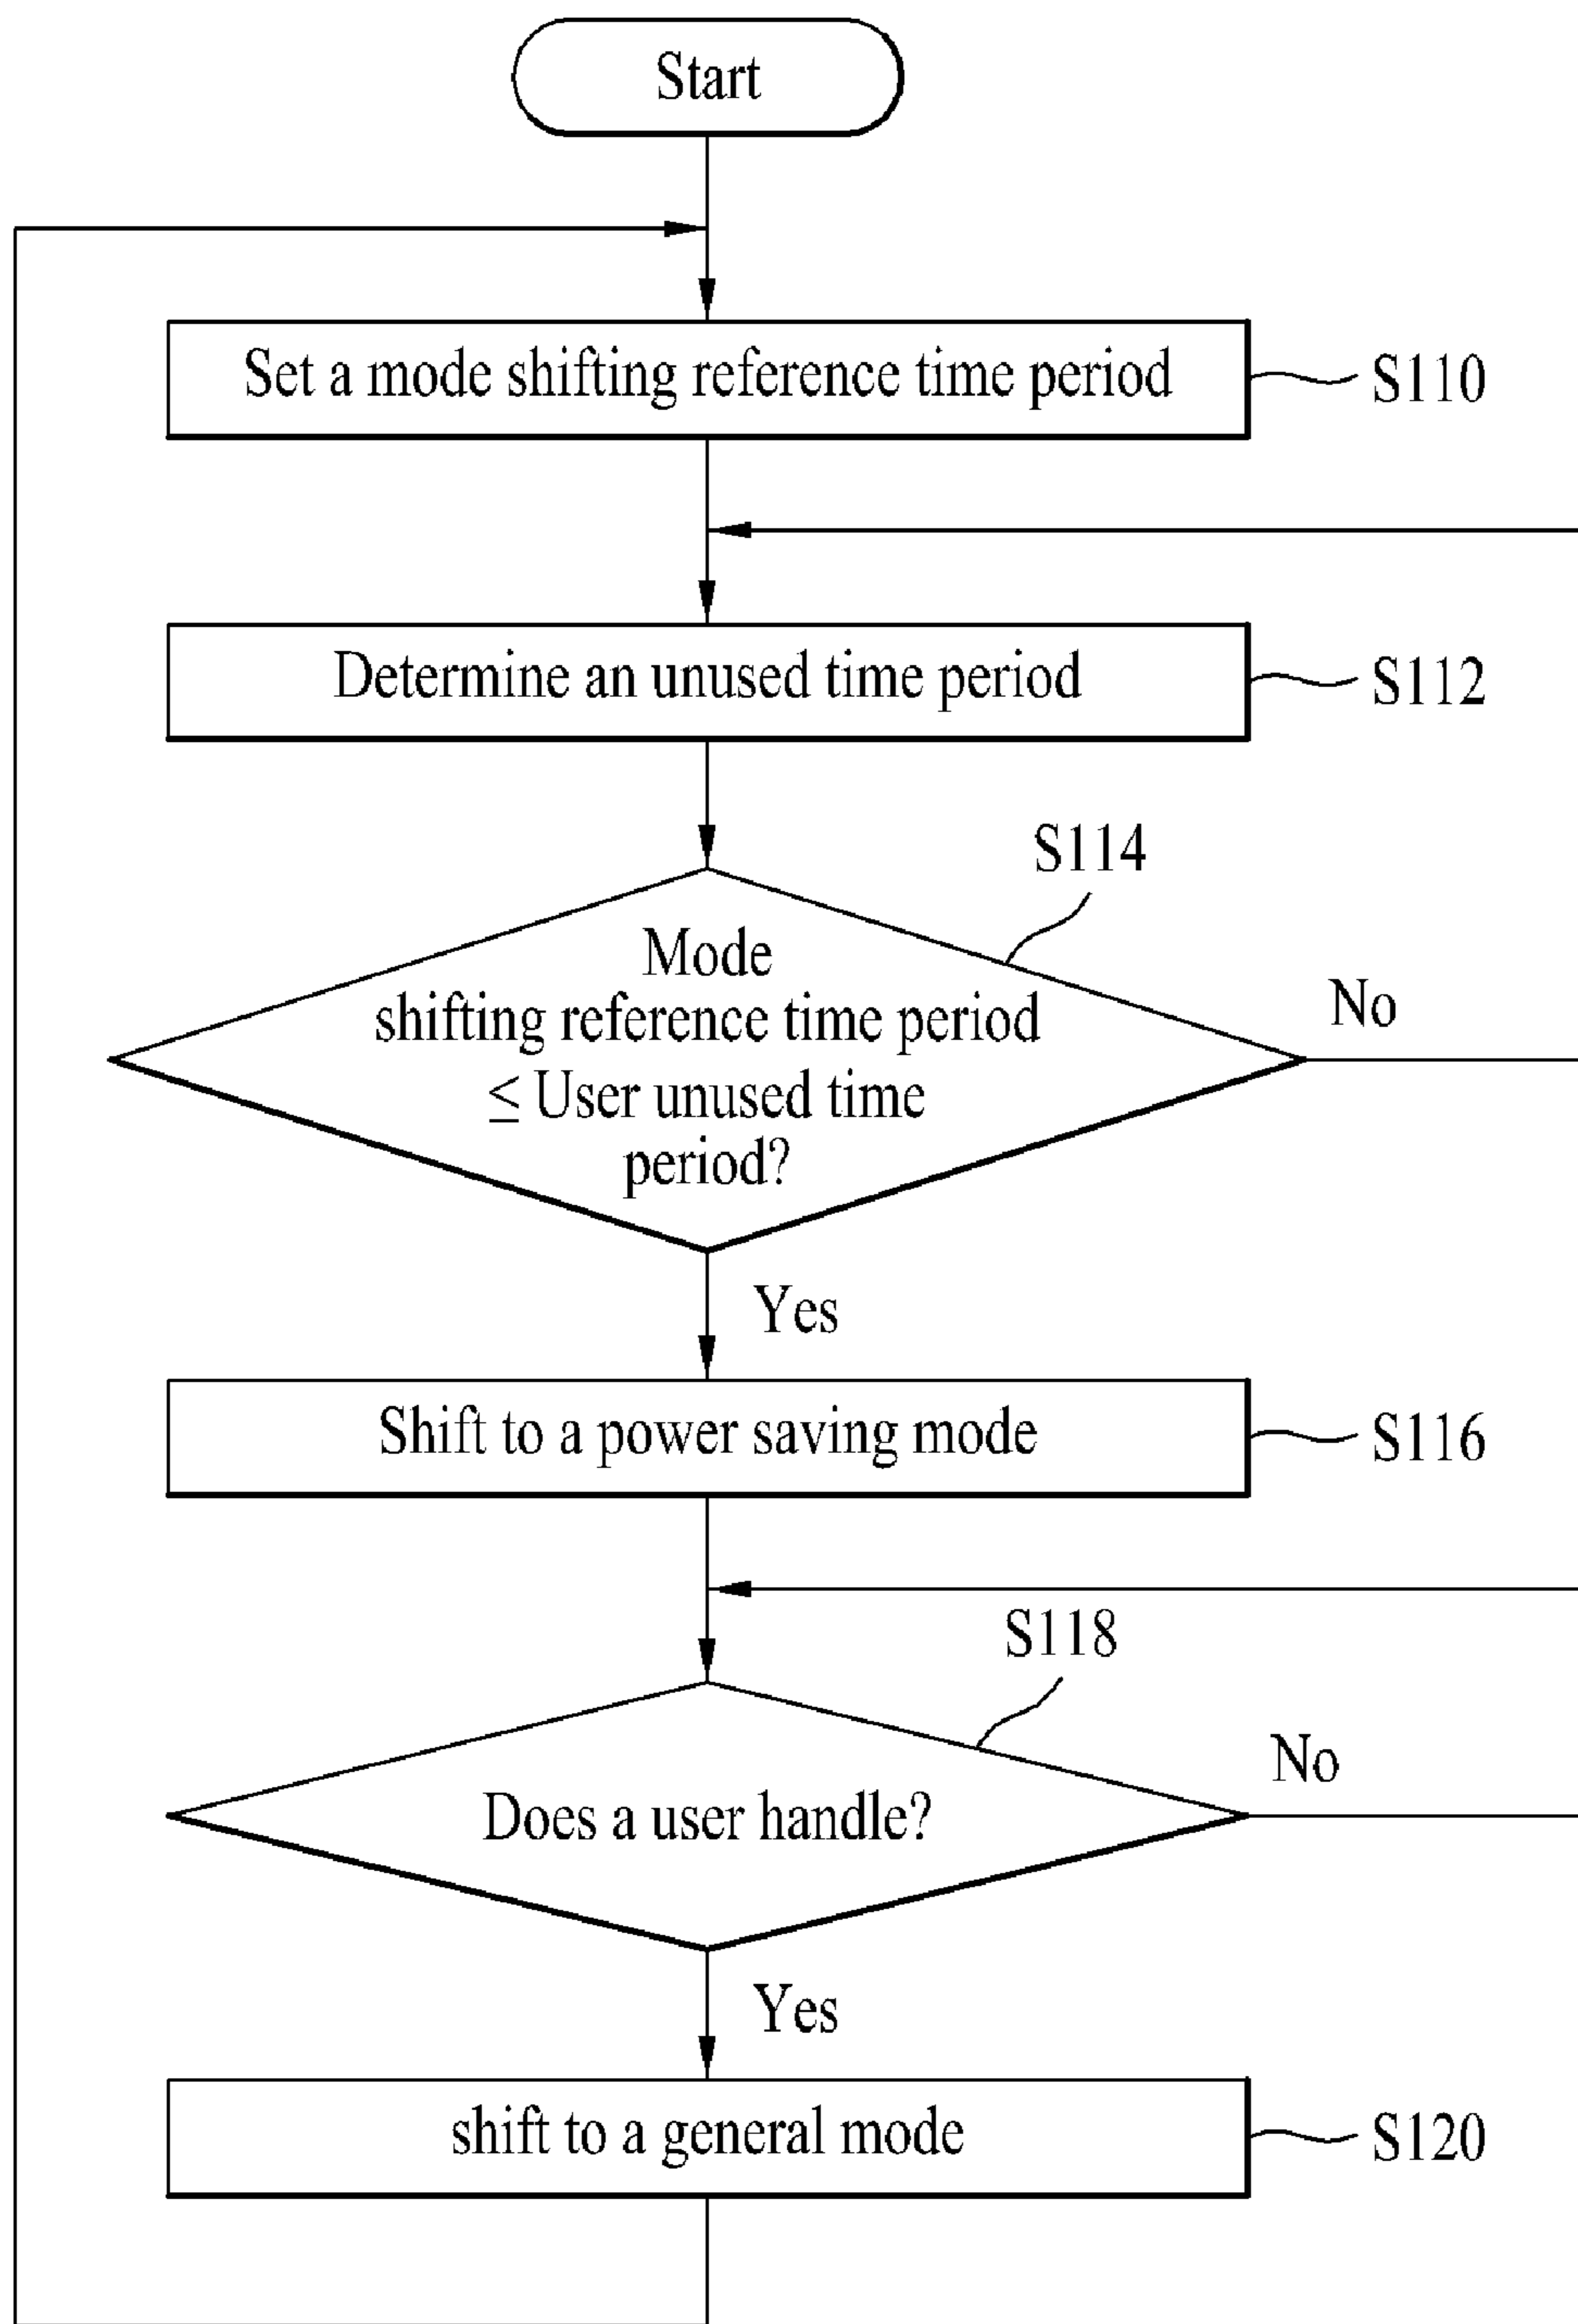 Start
Set a mode shifting reference time period
S110
Determine an unused time period
S112
S114
Mode
shifting reference time period
≤ User unused time
period?
No
Yes
Shift to a power saving mode
S116
S118
Does a user handle?
No
Yes
shift to a general mode
S120